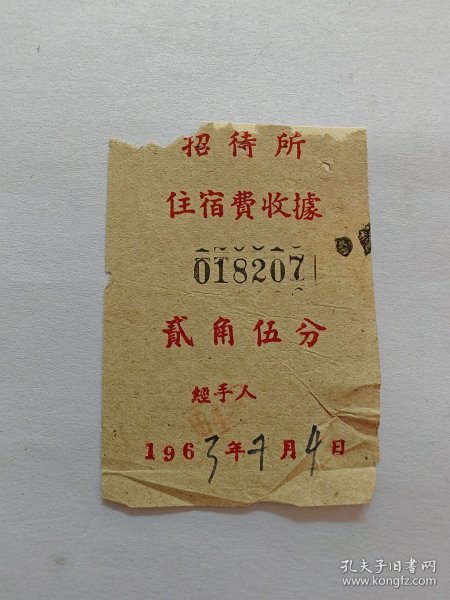 招待所
住宿費收據
018207
貳角伍分
經手人
1963年7月4日
孔夫子旧书网
www.kongfz.com